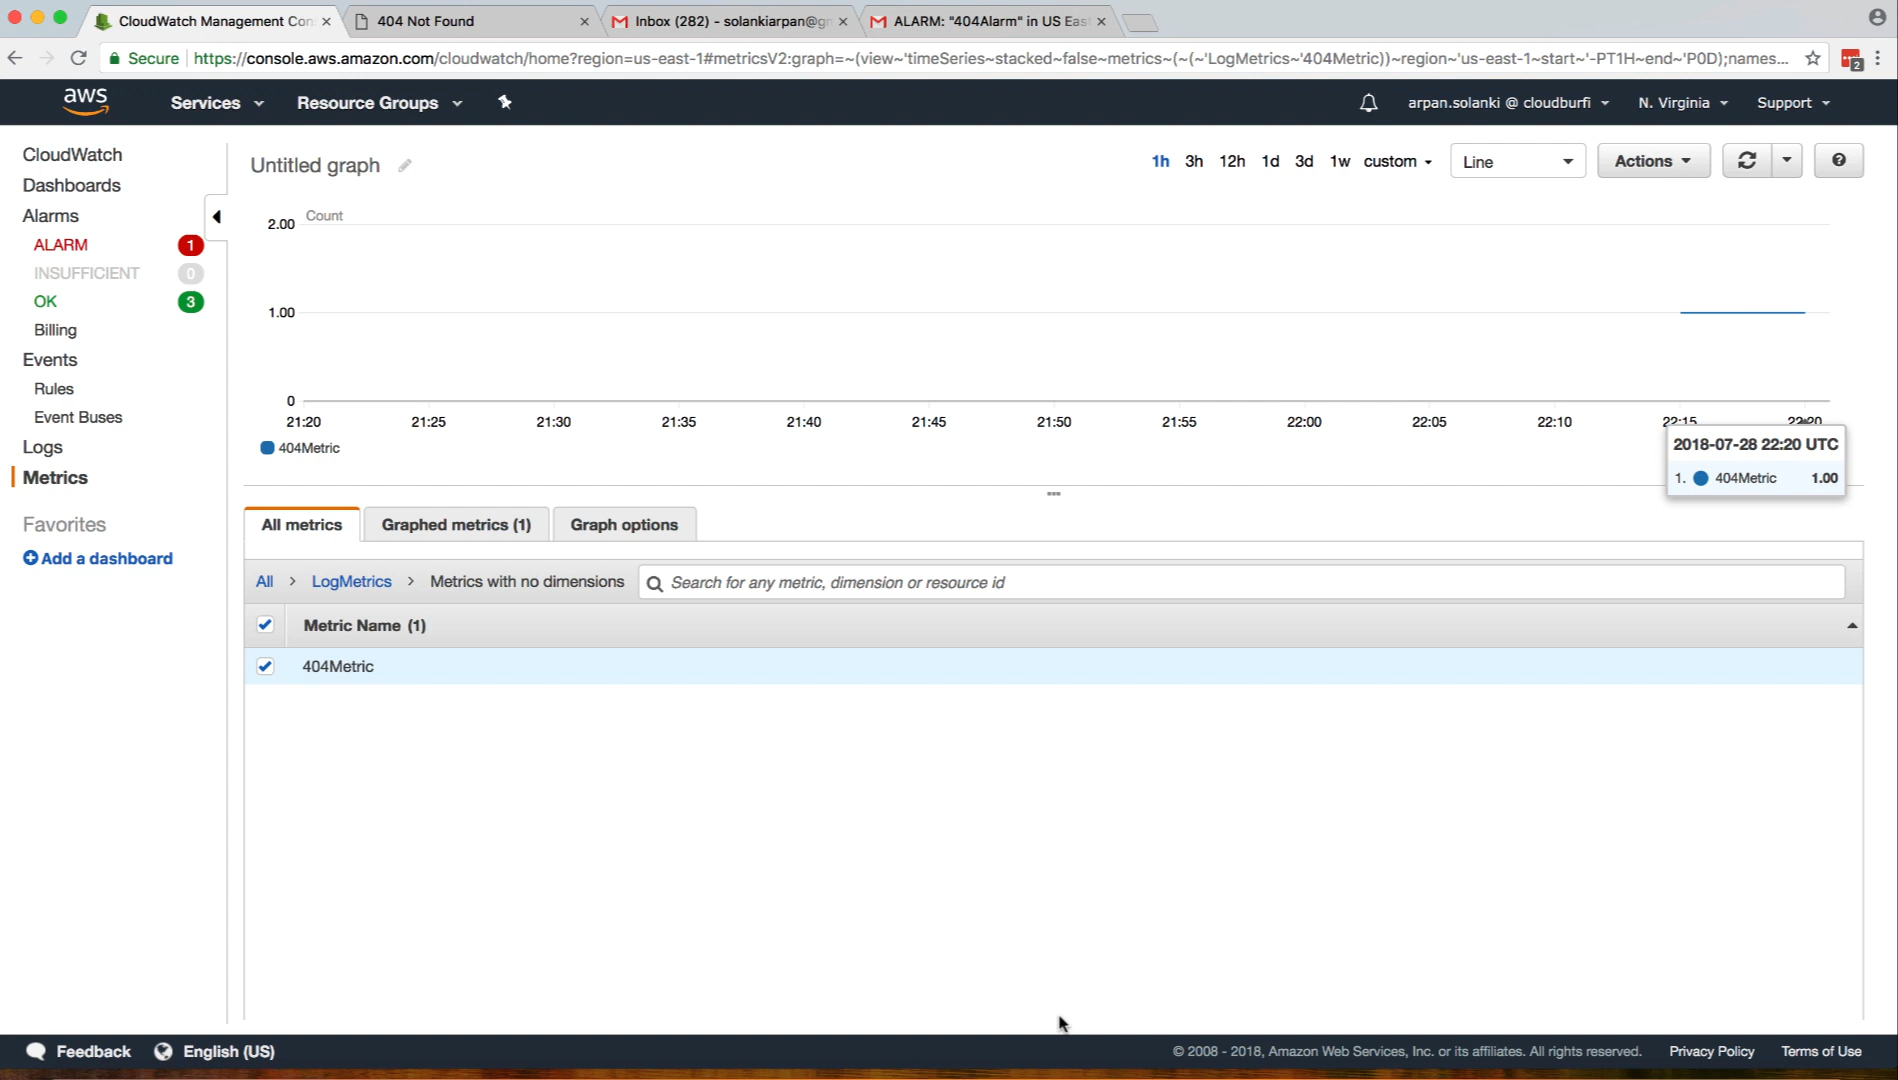 CloudWatch Management Con
404 Not Found
Inbox (282) - solankiarpan@gm
ALARM: "404Alarm" in US East
Secure
https://console.aws.amazon.com/cloudwatch/home?region=us-east-1#metricsV2:graph=~(view~'timeSeries~stacked~false~metrics~(~(~'LogMetrics~'404Metric))~region~'us-east-1~start~'-PT1H~end~'P0D);names...
2
aws
Services
Resource Groups
arpan.solanki @ cloudburfi
N. Virginia
Support
CloudWatch
Dashboards
Alarms
ALARM 1
INSUFFICIENT 0
OK 3
Billing
Events
Rules
Event Buses
Logs
Metrics
Favorites
Add a dashboard
Untitled graph
1h 3h 12h 1d 3d 1w custom
Line
Actions
?
Count
2.00
1.00
0
21:20 21:25 21:30 21:35 21:40 21:45 21:50 21:55 22:00 22:05 22:10 22:15 22:20
404Metric
2018-07-28 22:20 UTC
1. 404Metric 1.00
All metrics
Graphed metrics (1)
Graph options
All > LogMetrics > Metrics with no dimensions
Search for any metric, dimension or resource id
Metric Name (1)
404Metric
Feedback
English (US)
© 2008 - 2018, Amazon Web Services, Inc. or its affiliates. All rights reserved.
Privacy Policy
Terms of Use